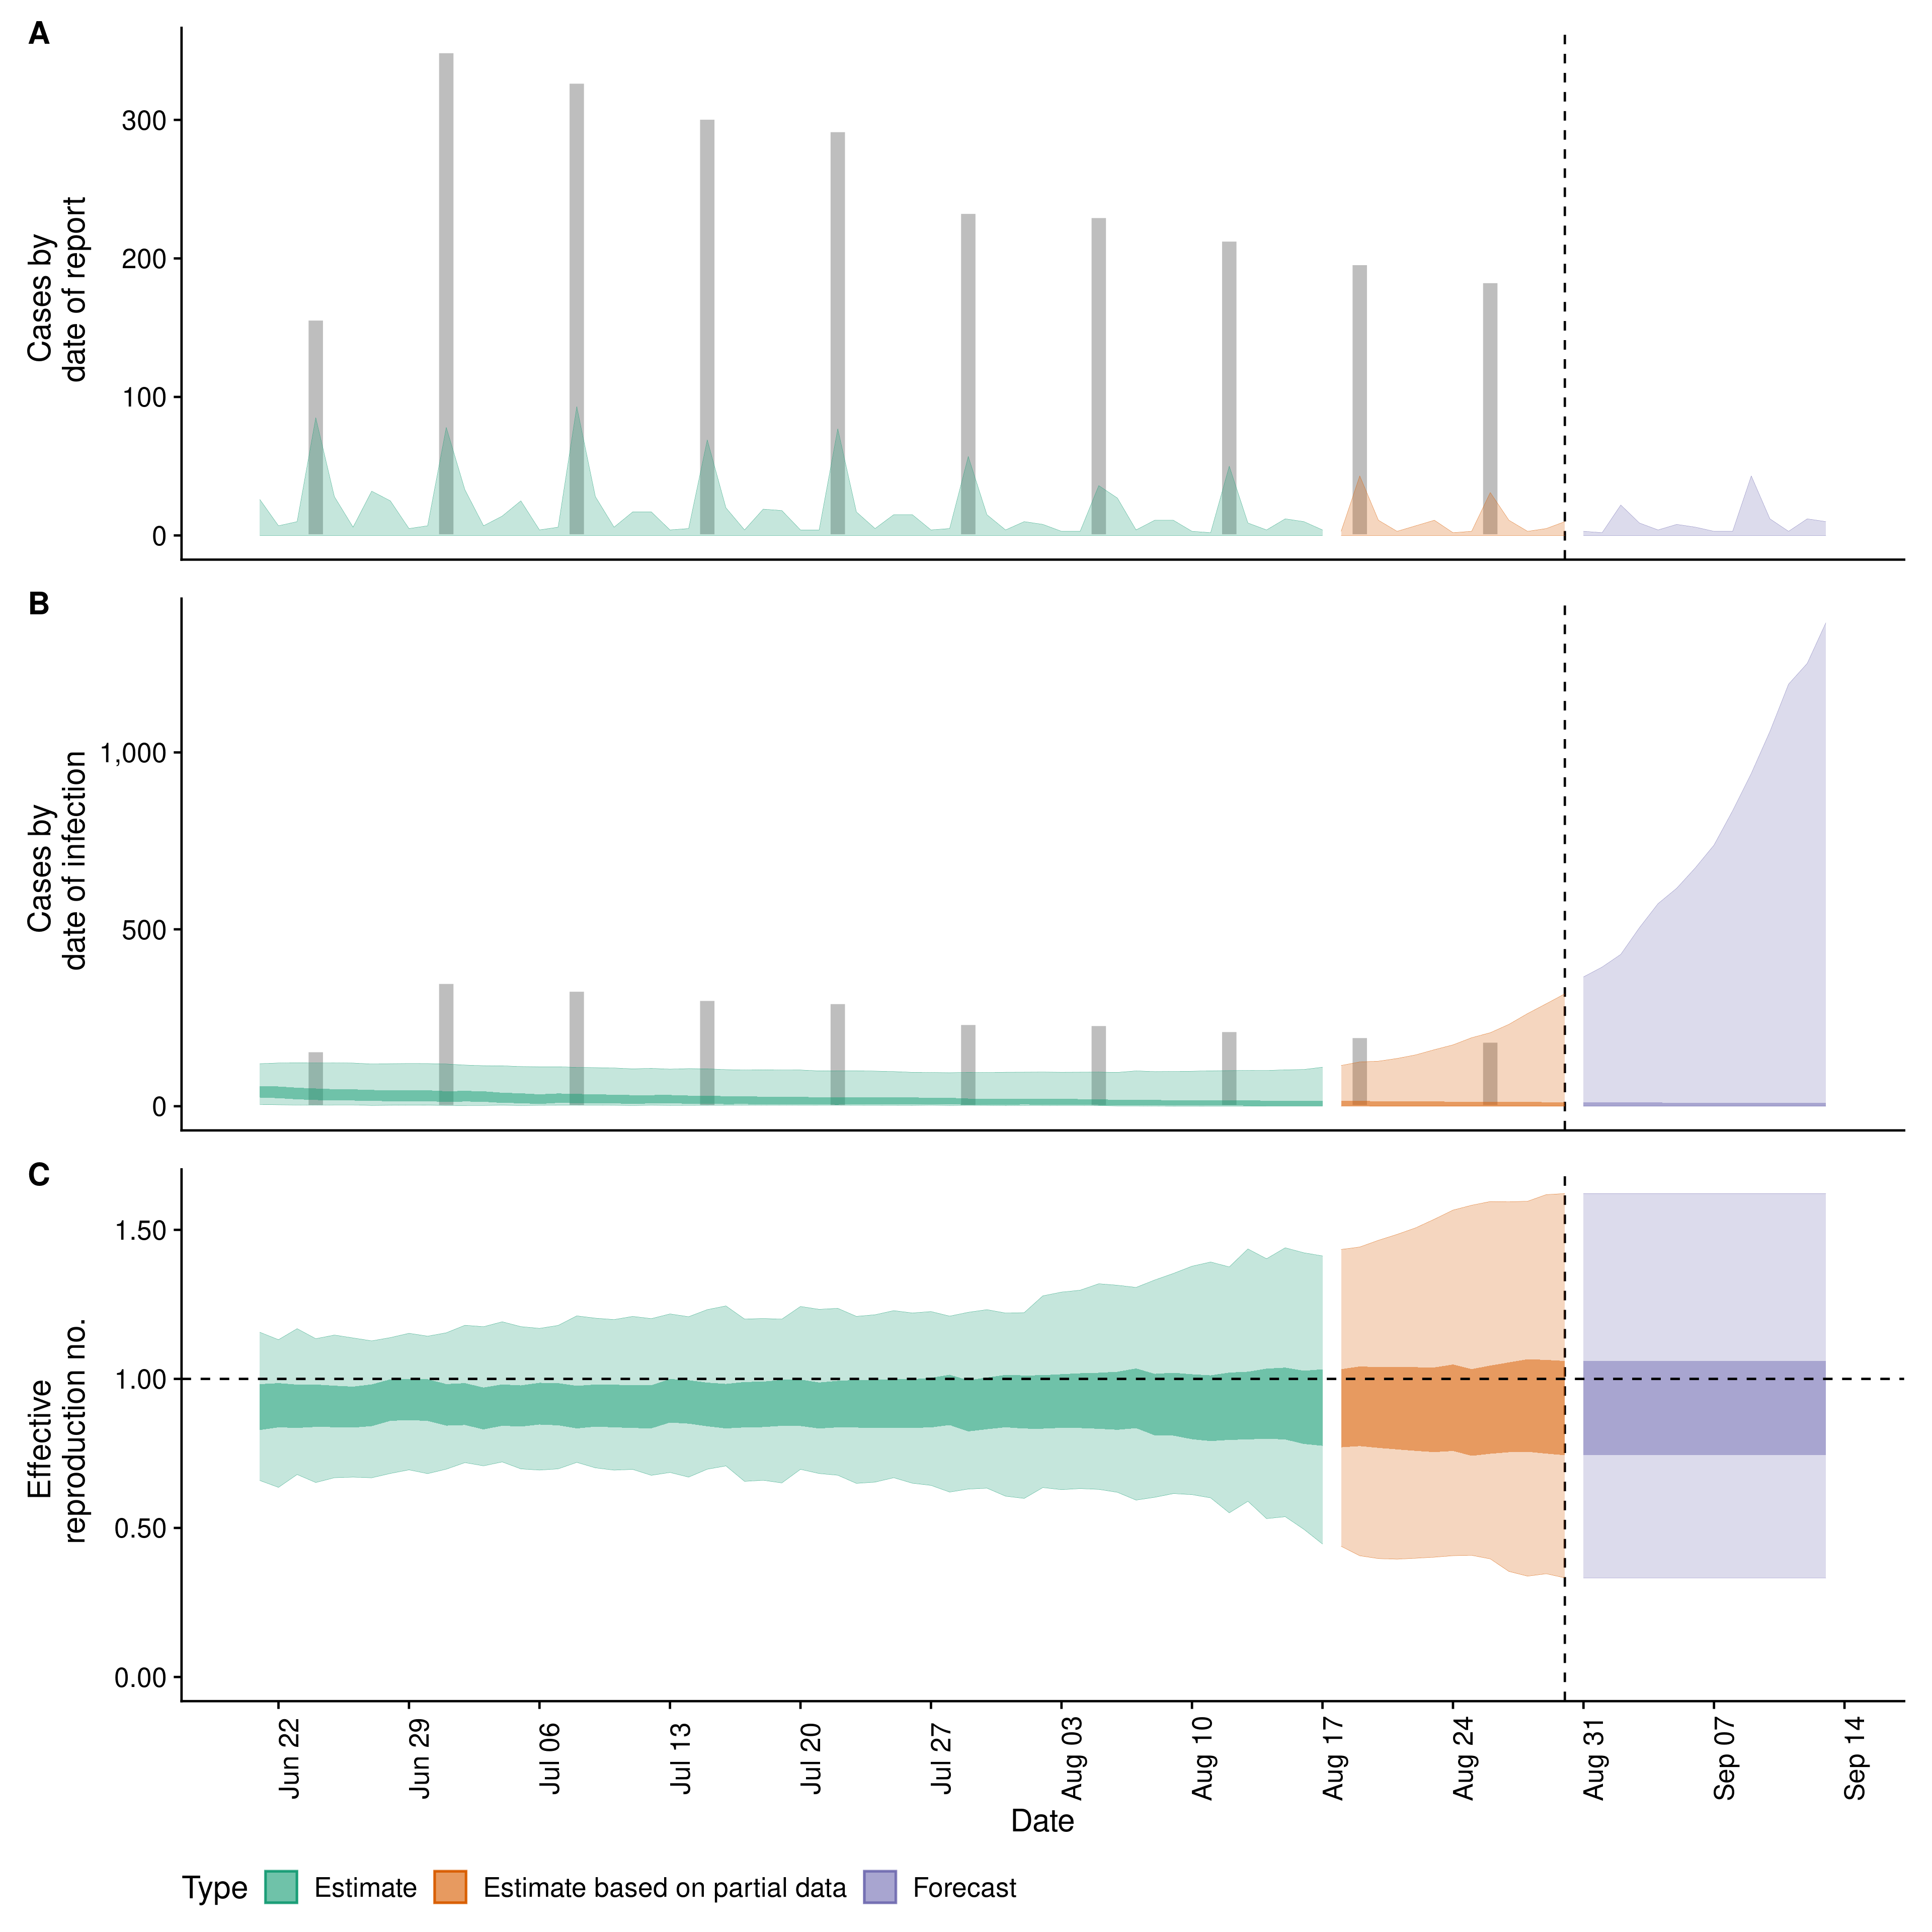 A
Cases by
date of report
300
200
100
0
B
Cases by
date of infection
1,000
500
0
C
Effective
reproduction no.
1.50
1.00
0.50
0.00
Jun 22
Jun 29
Jul 06
Jul 13
Jul 20
Jul 27
Aug 03
Aug 10
Aug 17
Aug 24
Aug 31
Sep 07
Sep 14
Date
Type
Estimate
Estimate based on partial data
Forecast